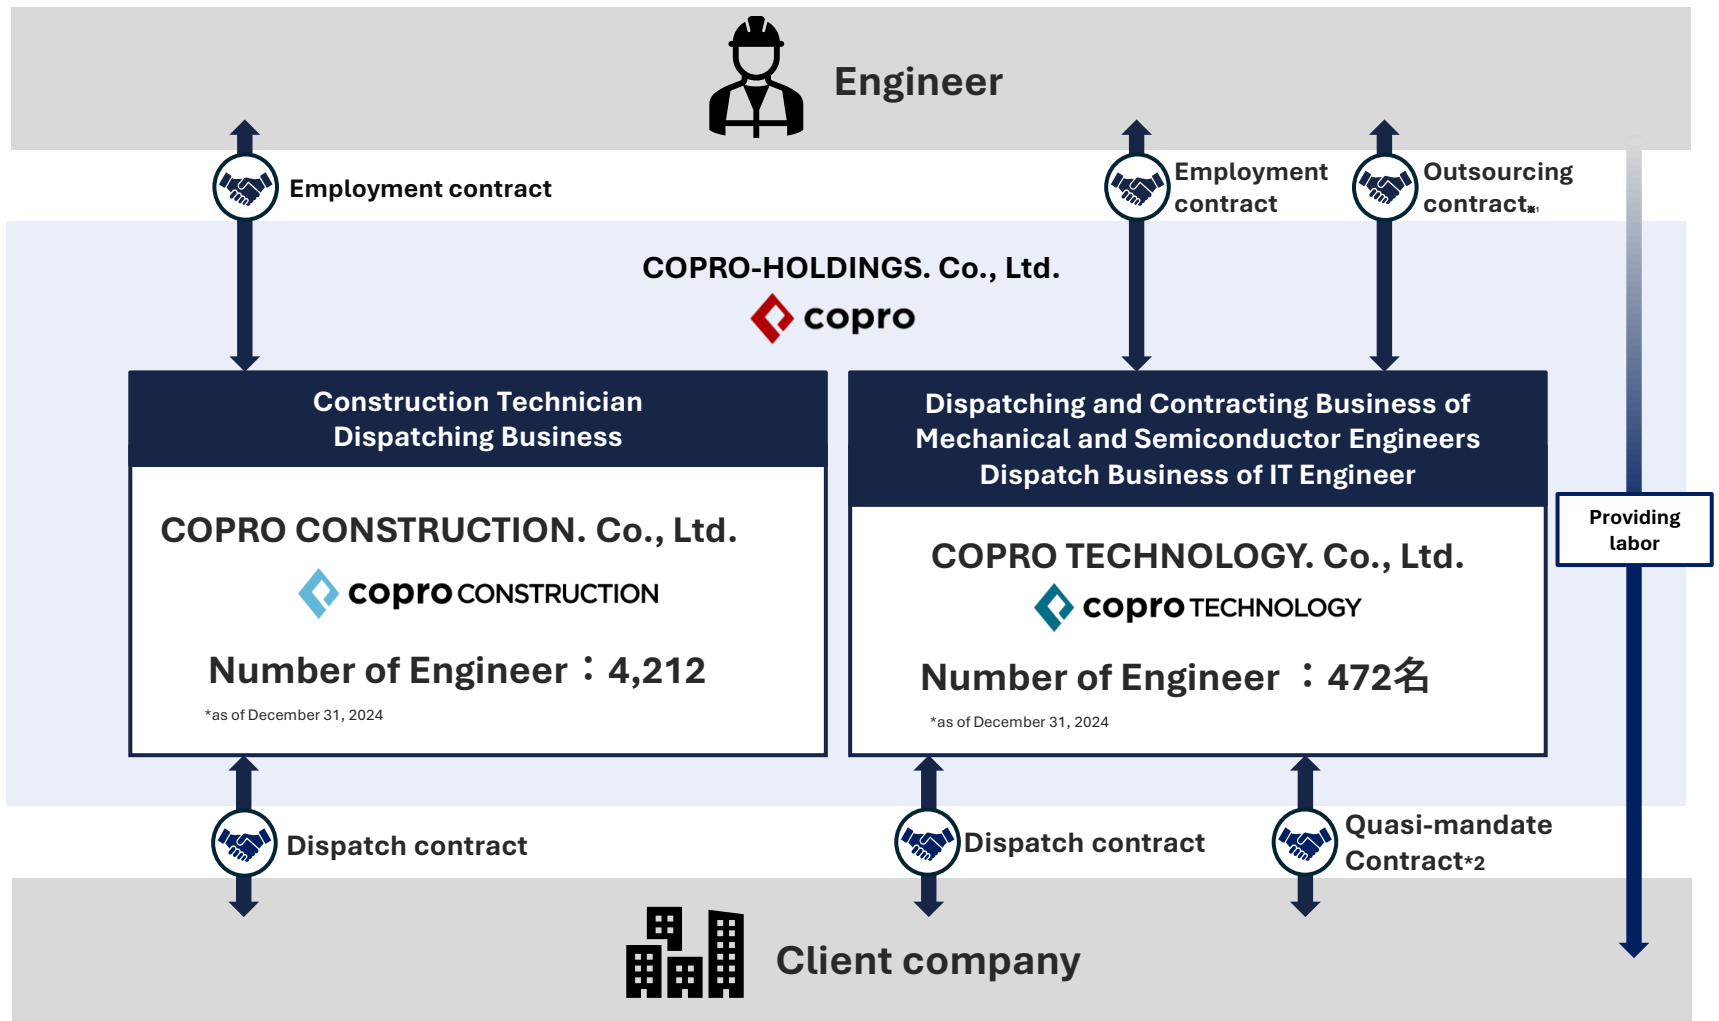 Engineer
Employment contract
Employment
contract
Outsourcing
contract※1
COPRO-HOLDINGS. Co., Ltd.
copro
Construction Technician
Dispatching Business
COPRO CONSTRUCTION. Co., Ltd.
copro CONSTRUCTION
Number of Engineer：4,212
*as of December 31, 2024
Dispatching and Contracting Business of
Mechanical and Semiconductor Engineers
Dispatch Business of IT Engineer
COPRO TECHNOLOGY. Co., Ltd.
copro TECHNOLOGY
Number of Engineer ：472名
*as of December 31, 2024
Providing
labor
Dispatch contract
Dispatch contract
Quasi-mandate
Contract*2
Client company